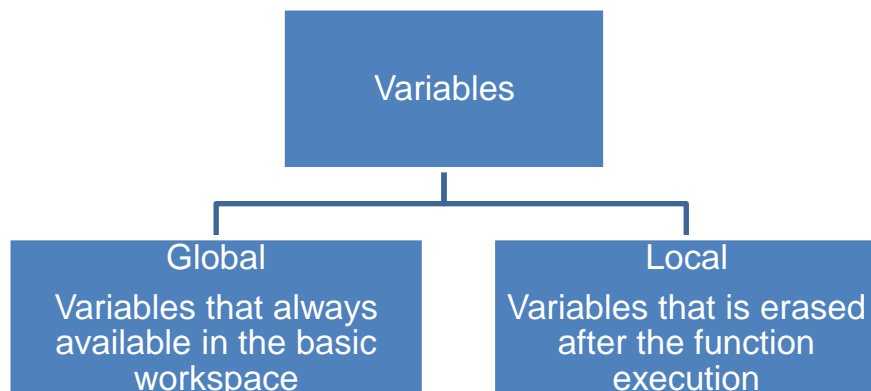 Variables
Global
Variables that always
available in the basic
workspace
Local
Variables that is erased
after the function
execution